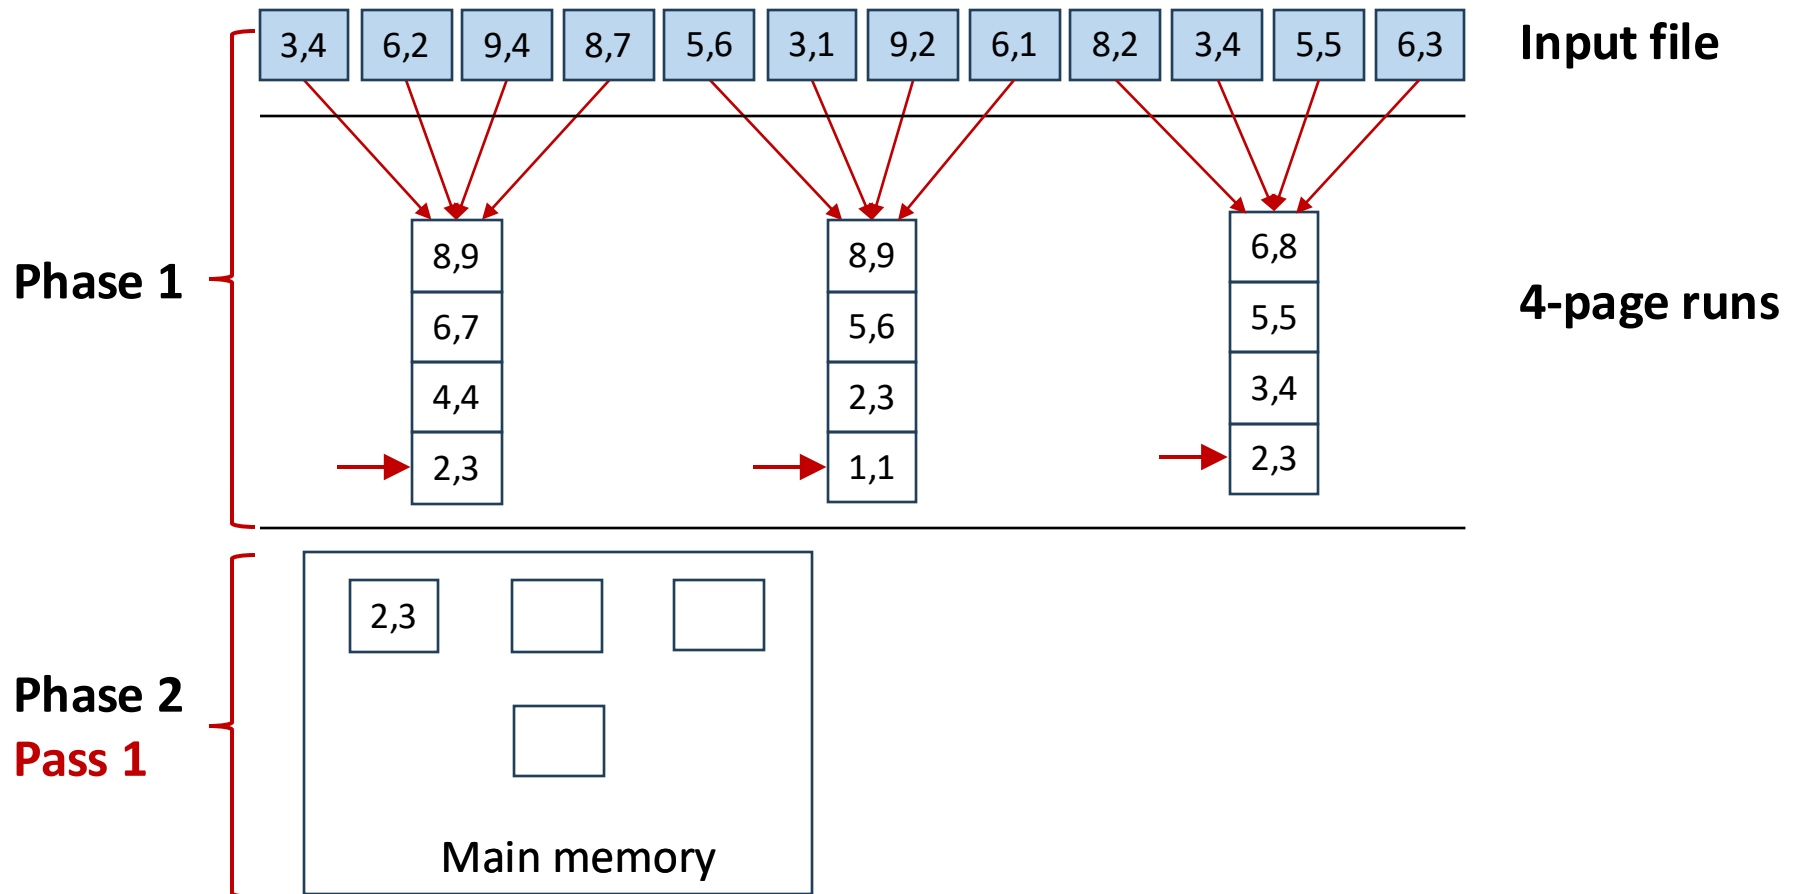 3,4 6,2 9,4 8,7 5,6 3,1 9,2 6,1 8,2 3,4 5,5 6,3 Input file
Phase 1
8,9
6,7
4,4
2,3
8,9
5,6
2,3
1,1
6,8
5,5
3,4
2,3
4-page runs
Phase 2
Pass 1
2,3
Main memory